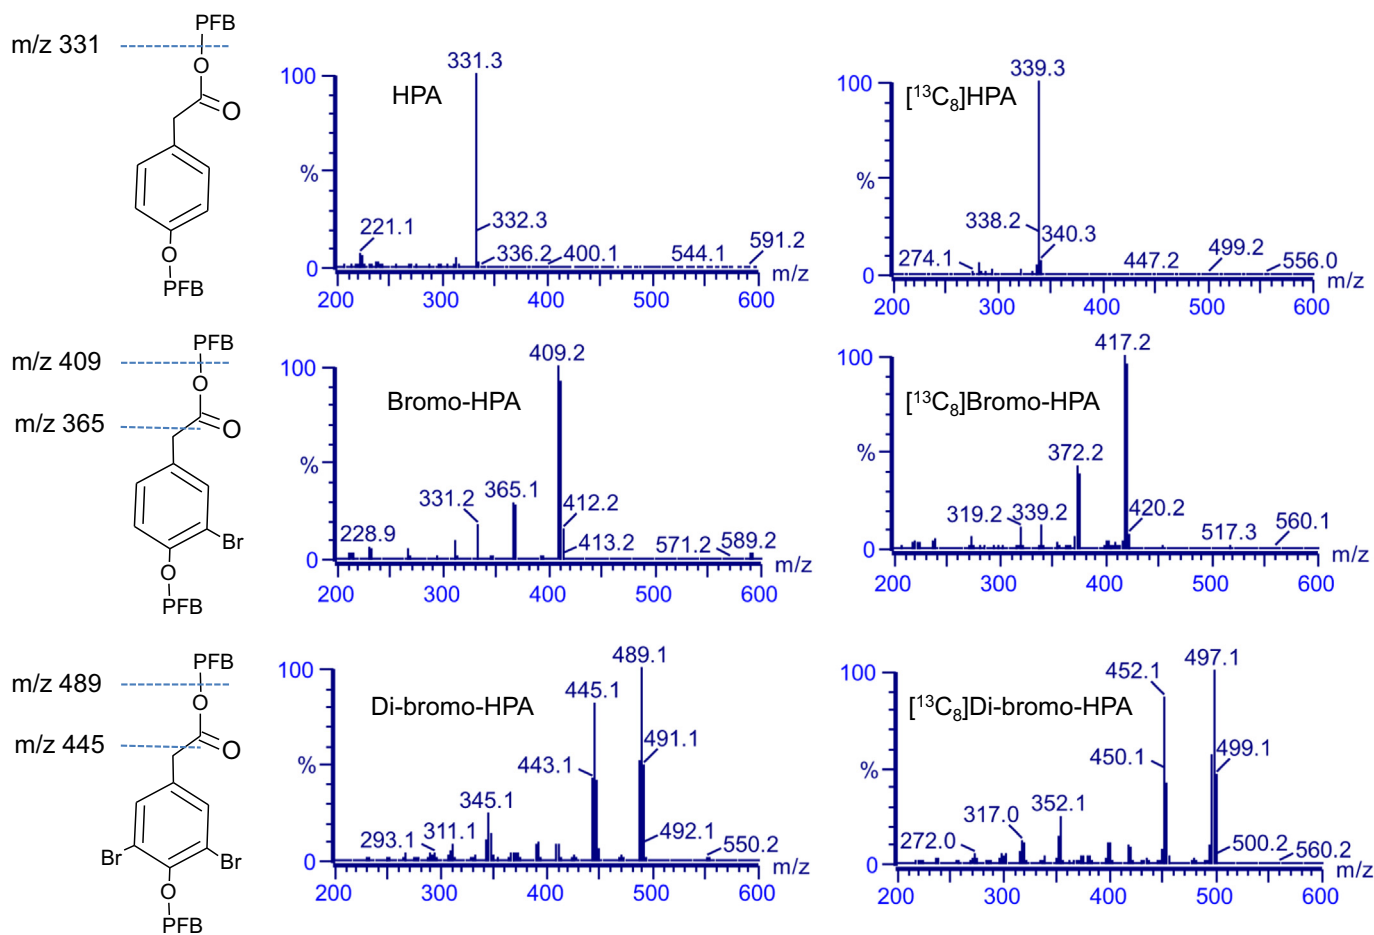 PFB
m/z 331
O
O
O
PFB
HPA
331.3
100
%
0
221.1
332.3
336.2
400.1
544.1
591.2
m/z
200 300 400 500 600
[13C8]HPA
339.3
100
%
0
338.2
340.3
274.1
447.2
499.2
556.0
m/z
200 300 400 500 600
PFB
m/z 409
O
m/z 365
O
Br
O
PFB
Bromo-HPA
409.2
100
%
0
331.2
365.1
412.2
228.9
413.2
571.2
589.2
m/z
200 300 400 500 600
[13C8]Bromo-HPA
417.2
100
%
0
372.2
319.2
339.2
420.2
517.3
560.1
m/z
200 300 400 500 600
PFB
m/z 489
O
m/z 445
O
Br
Br
O
PFB
Di-bromo-HPA
489.1
100
%
0
445.1
443.1
491.1
345.1
293.1
311.1
492.1
550.2
m/z
200 300 400 500 600
[13C8]Di-bromo-HPA
497.1
100
%
0
452.1
450.1
499.1
352.1
317.0
272.0
500.2
560.2
m/z
200 300 400 500 600